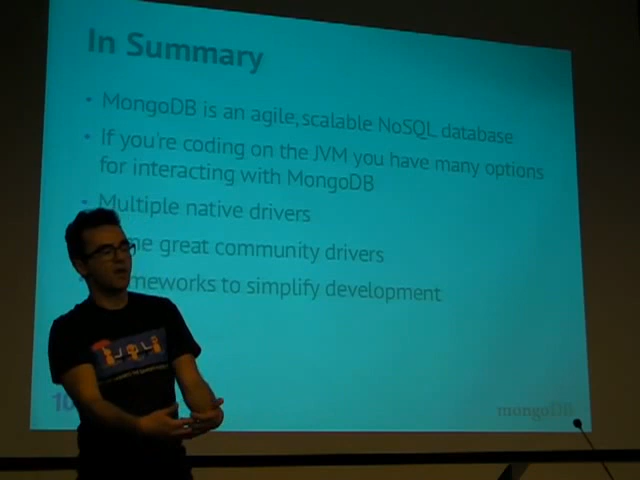 In Summary
• MongoDB is an agile, scalable NoSQL database
• If you're coding on the JVM you have many options
for interacting with MongoDB
• Multiple native drivers
great community drivers
to simplify development
mongoDB